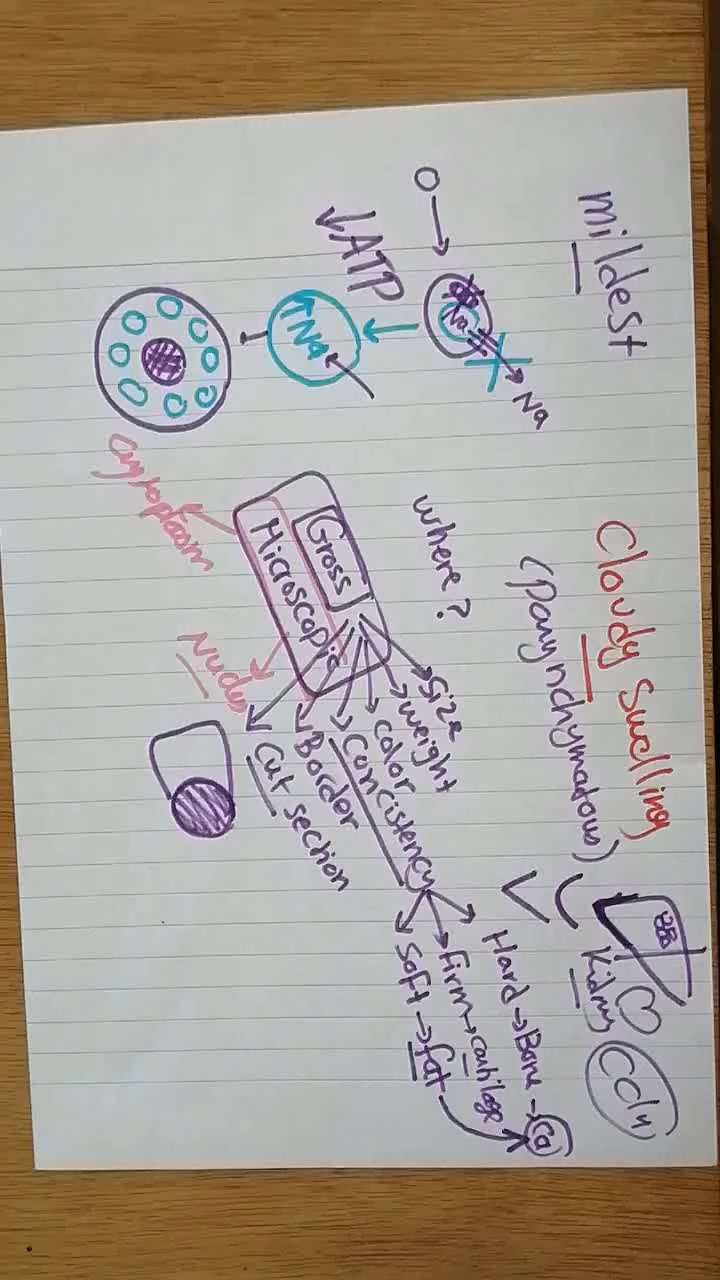 mildest
Cloudy Swelling
(Parynchymatous)
Kidney
CCl4
O
Na
Na
↓ATP
↑Na
where?
Gross
Microscopic
Size
weight
color
Concistency
Border
Cut section
Hard → Bone → Ca
Firm → cartilage
Soft → fat
Cytoplasm
Nucleus